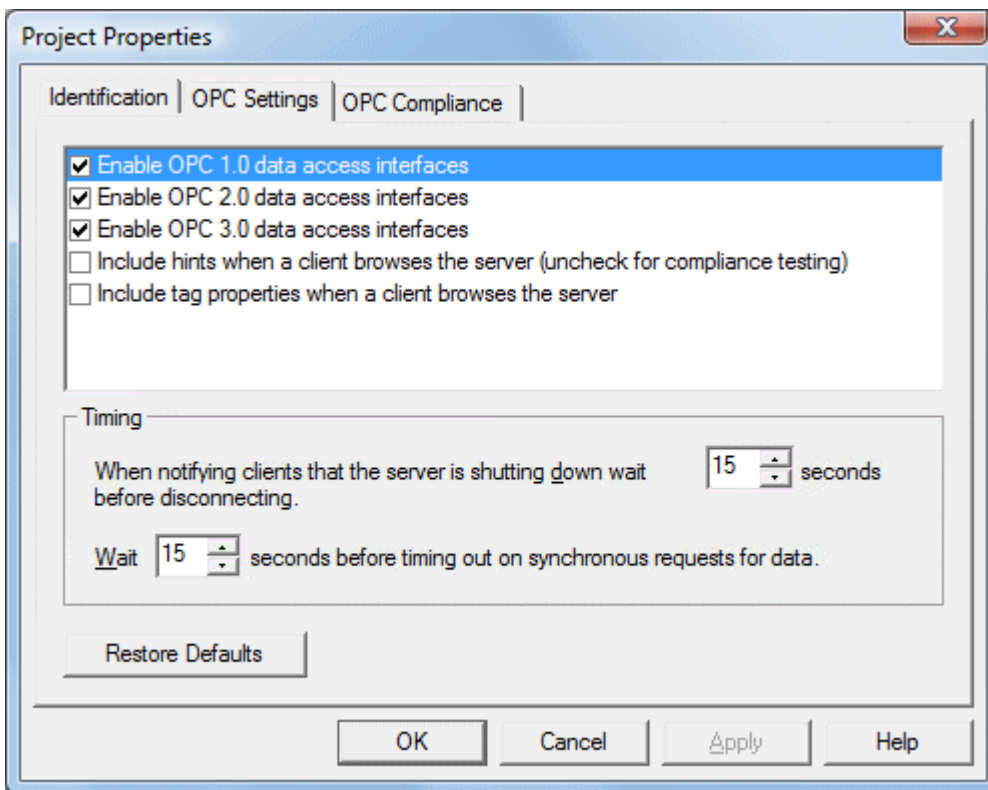 Project Properties
Identification
OPC Settings
OPC Compliance
Enable OPC 1.0 data access interfaces
Enable OPC 2.0 data access interfaces
Enable OPC 3.0 data access interfaces
Include hints when a client browses the server (uncheck for compliance testing)
Include tag properties when a client browses the server
Timing
When notifying clients that the server is shutting down wait 15 seconds
before disconnecting.
Wait 15 seconds before timing out on synchronous requests for data.
Restore Defaults
OK
Cancel
Apply
Help